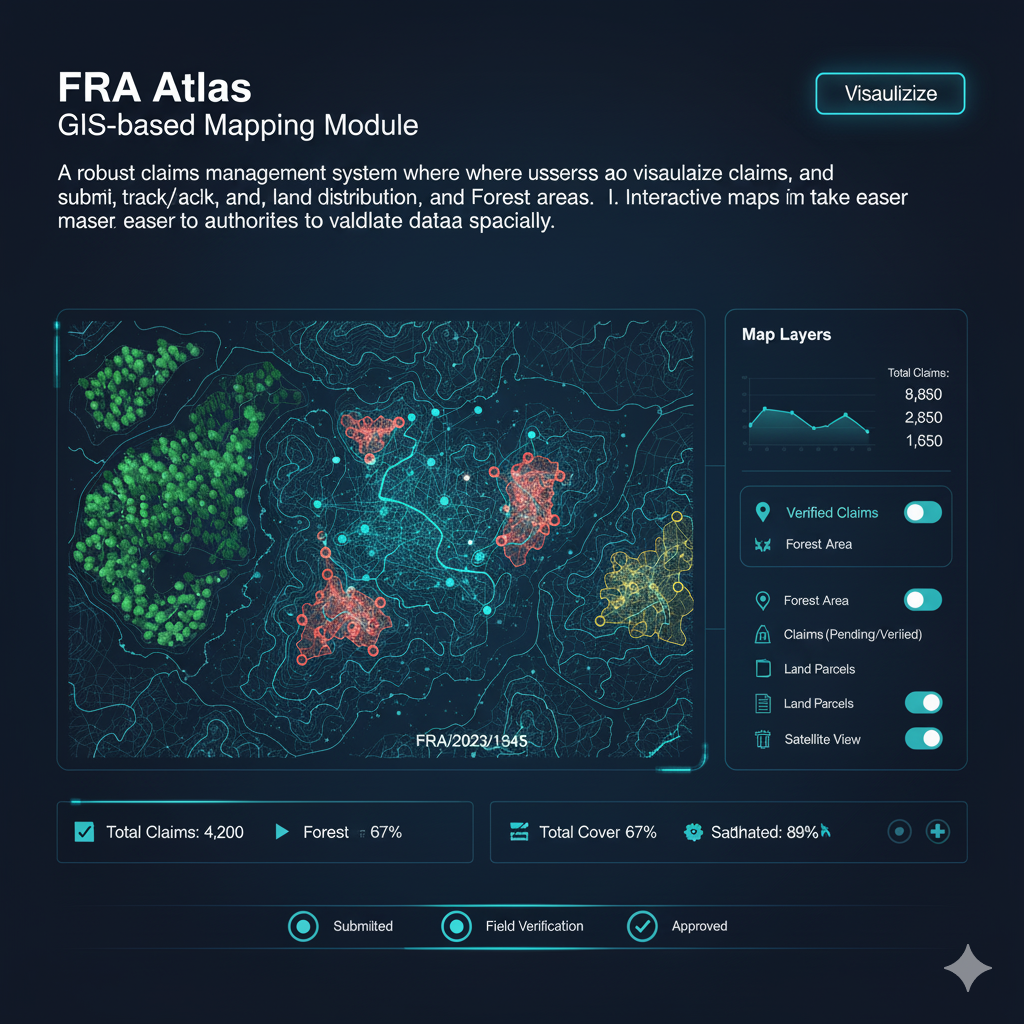 FRA Atlas
GIS-based Mapping Module
Visaulizize
A robust claims management system where where usserss ao visaulaize claims, and
submi, track/aclk, and, land distribution, and Forest areas. I. Interactive maps im take easer
maser. easer to authorites to valdlate dataa spacially.
Map Layers
Total Claims:
8,850
2,850
1,650
Verified Claims
Forest Area
Forest Area
Claims (Pending/Verlied)
Land Parcels
Land Parcels
Satellite View
FRA/2023/1845
Total Claims: 4,200
Forest = 67%
Total Cover 67%
Sadhated: 89%
Submilted
Field Verification
Approved